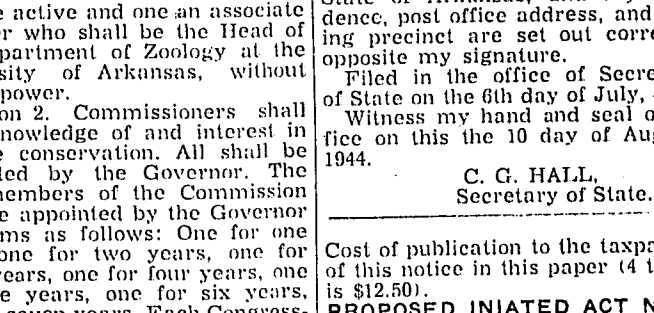 e active and one an associate
r who shall be the Head of
partment of Zoology at the
sity of Arkansas, without
power.
on 2. Commissioners shall
nowledge of and interest in
e conservation. All shall be
led by the Governor. The
members of the Commission
e appointed by the Governor
ms as follows: One for one
one for two years, one for
years, one for four years, one
e years, one for six years,
dence, post office address, and
ing precinct are set out corre
opposite my signature.
Filed in the office of Secre
of State on the 6th day of July,
Witness my hand and seal o
fice on this the 10 day of Aug
1944.
C. G. HALL,
Secretary of State.
Cost of publication to the taxpa
of this notice in this paper (4 t
is $12.50).
PROPOSED INIATED ACT N